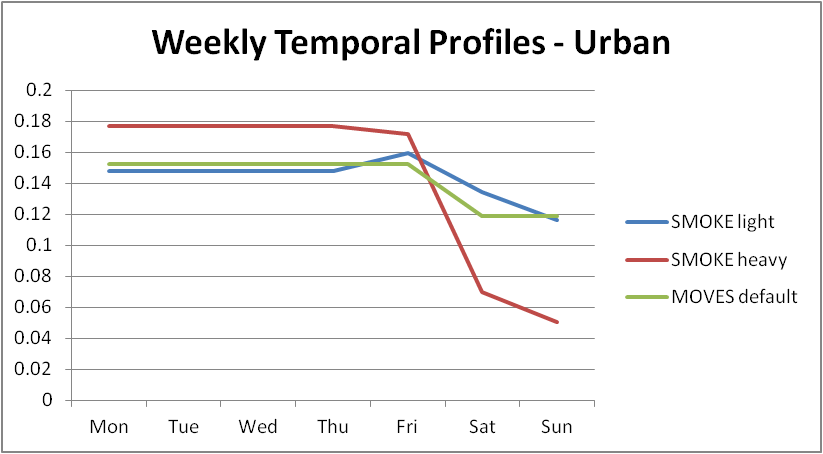 Weekly Temporal Profiles - Urban
0.2
0.18
0.16
0.14
0.12
0.1
0.08
0.06
0.04
0.02
0
Mon Tue Wed Thu Fri Sat Sun
SMOKE light
SMOKE heavy
MOVES default